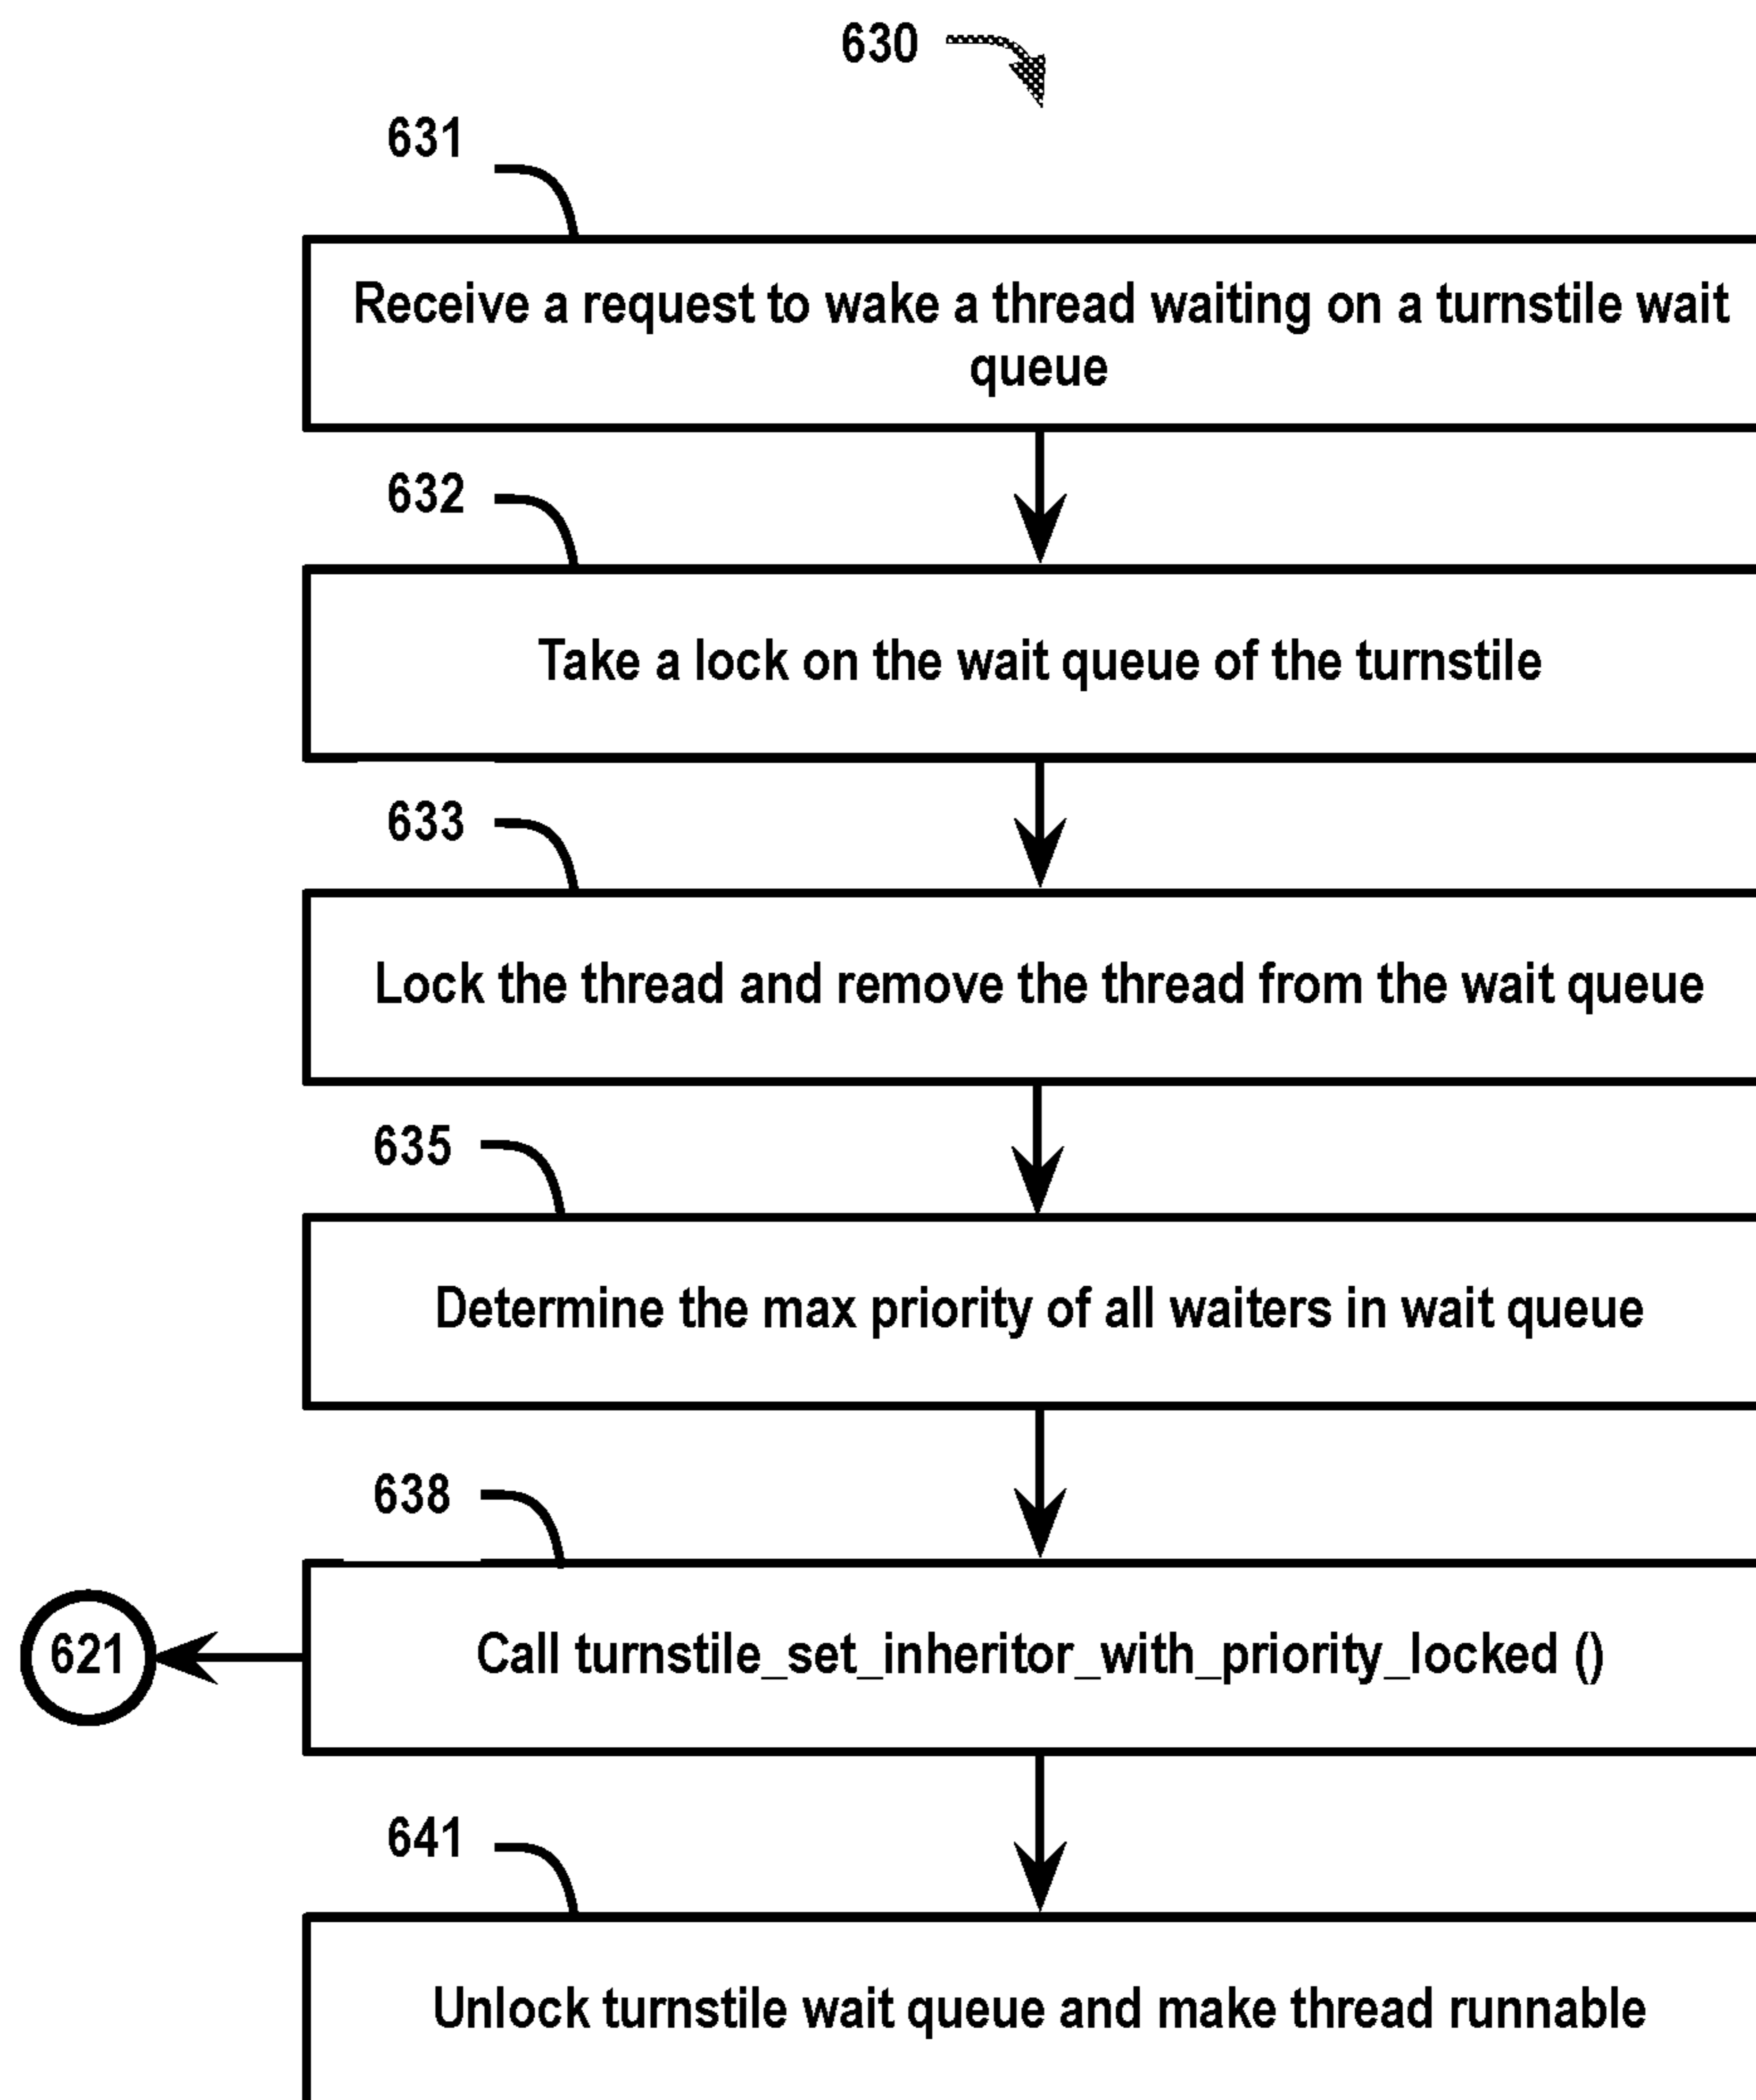 630
631
Receive a request to wake a thread waiting on a turnstile wait
queue
632
Take a lock on the wait queue of the turnstile
633
Lock the thread and remove the thread from the wait queue
635
Determine the max priority of all waiters in wait queue
638
621
Call turnstile_set_inheritor_with_priority_locked ()
641
Unlock turnstile wait queue and make thread runnable